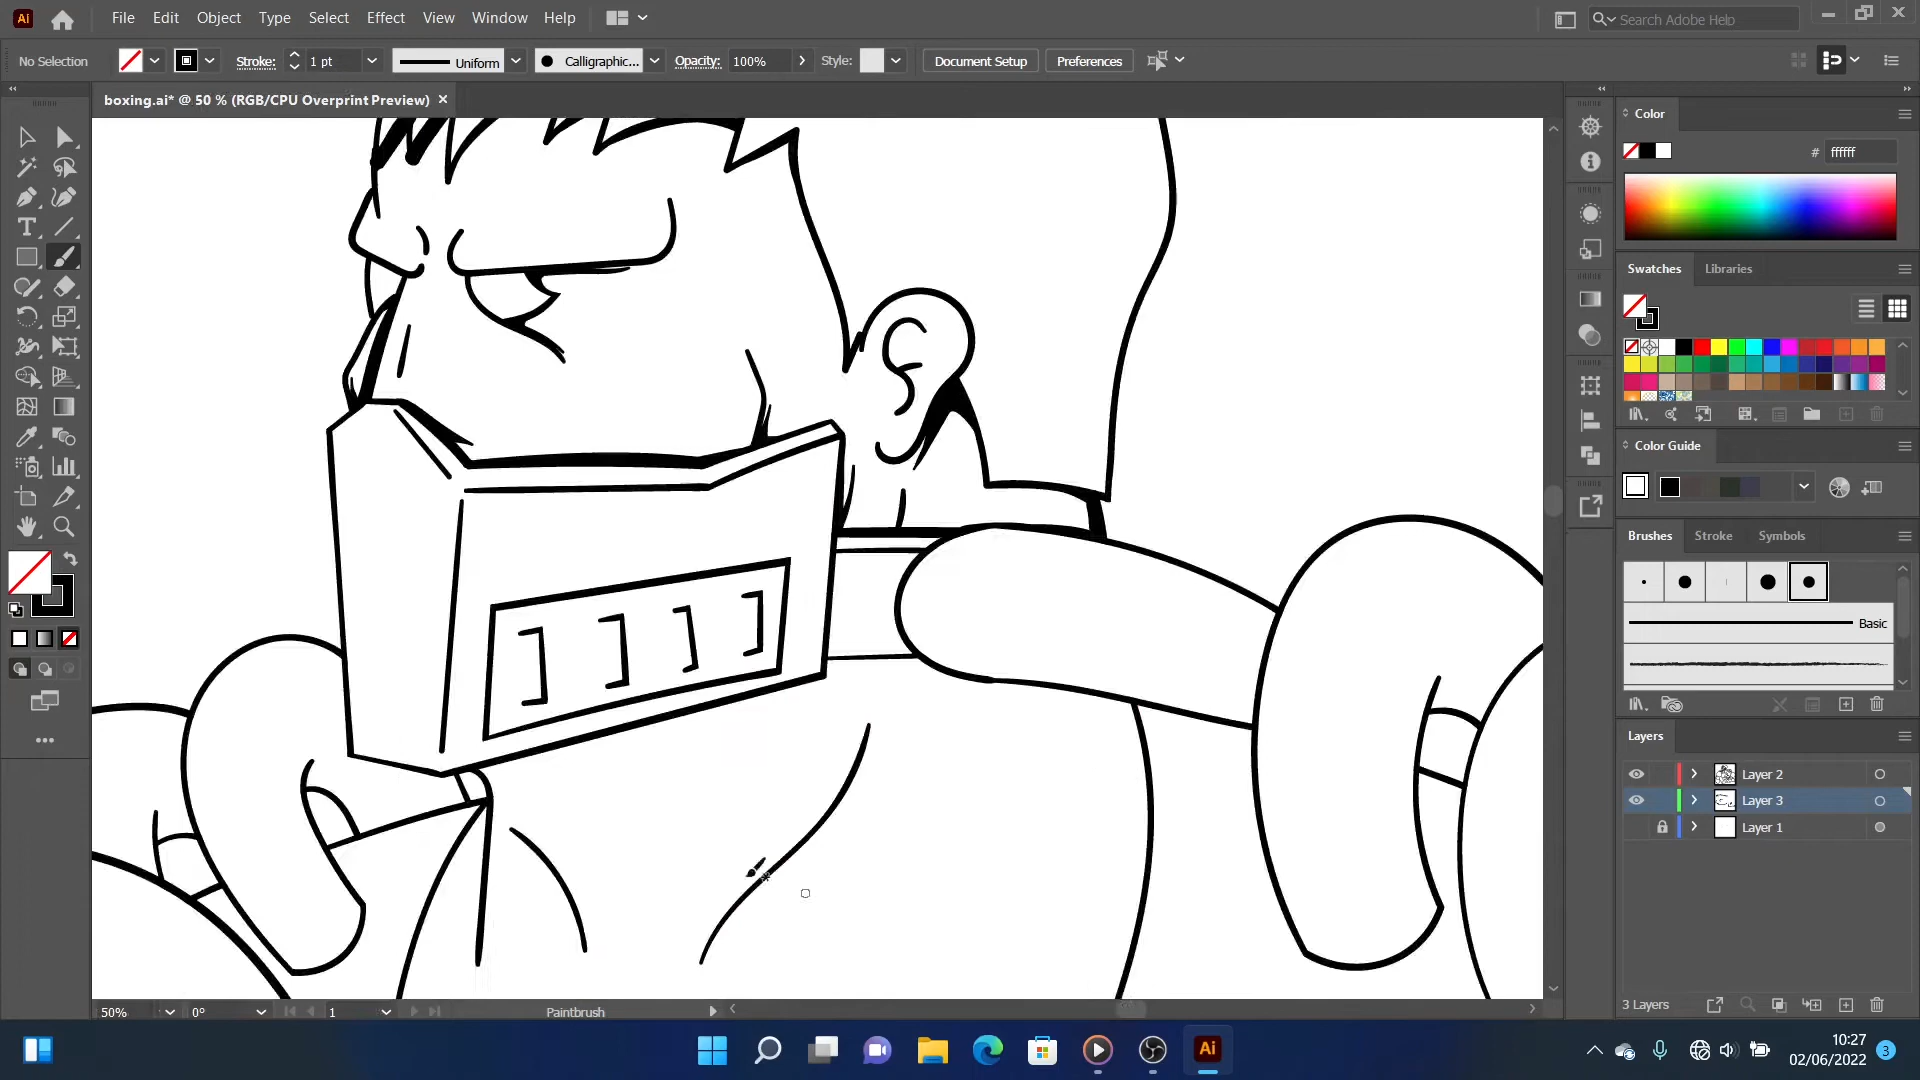 Ai File Edit Object Type Select Effect View Window Help Search Adobe Help
No Selection Stroke: 1 pt Uniform Calligraphic... Opacity: 100% Style: Document Setup Preferences
boxing.ai* @ 50 % (RGB/CPU Overprint Preview)
Color
# ffffff
Swatches Libraries
Color Guide
Brushes Stroke Symbols
Basic
Layers
Layer 2
Layer 3
Layer 1
3 Layers
50% 0° 1 Paintbrush
Ai
10:27
02/06/2022
3